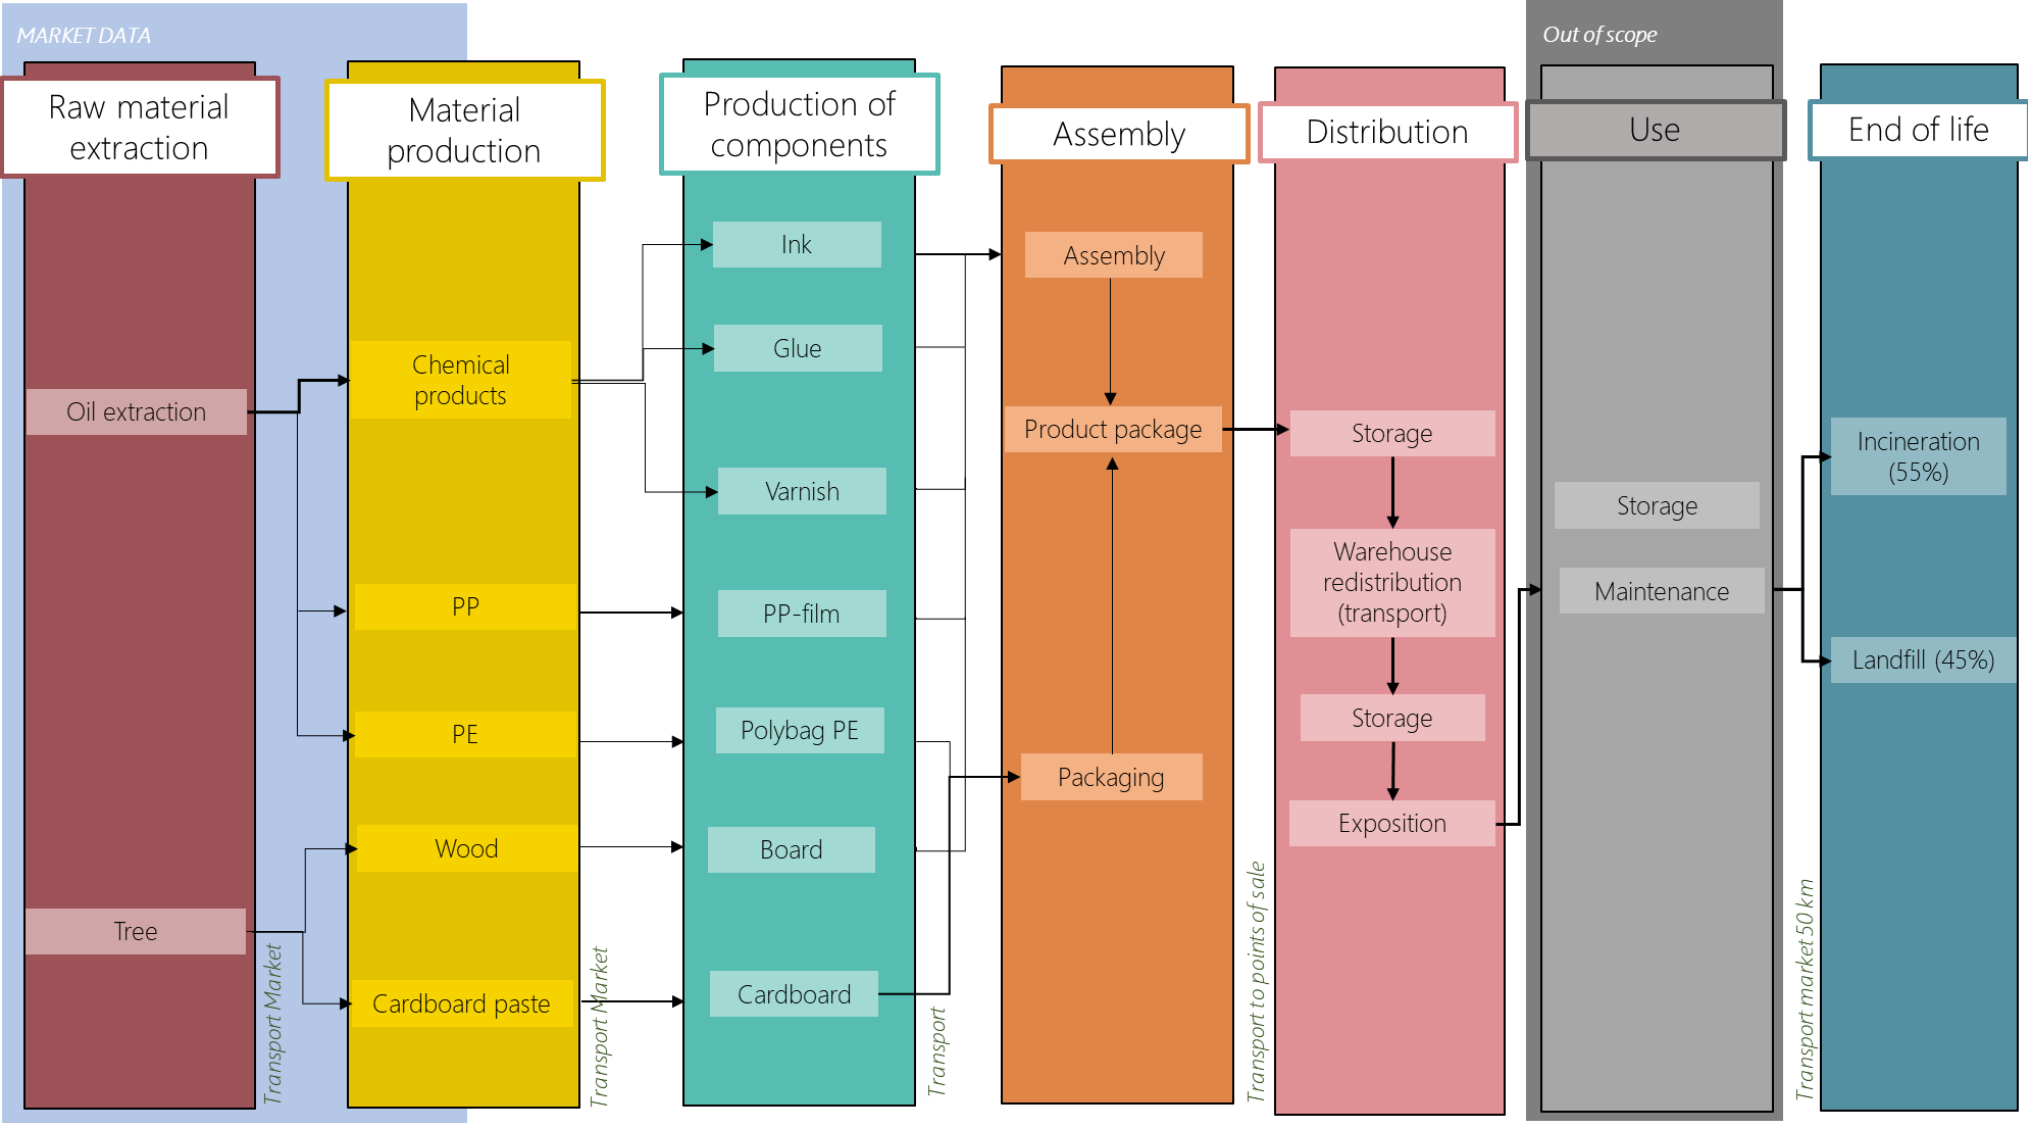 MARKET DATA
Raw material
extraction
Oil extraction
Tree
Transport Market
Material
production
Chemical
products
PP
PE
Wood
Cardboard paste
Transport Market
Production of
components
Ink
Glue
Varnish
PP-film
Polybag PE
Board
Cardboard
Transport
Assembly
Assembly
Product package
Packaging
Transport to points of sale
Distribution
Storage
Warehouse
redistribution
(transport)
Storage
Exposition
Out of scope
Use
Storage
Maintenance
Transport market 50 km
End of life
Incineration
(55%)
Landfill (45%)